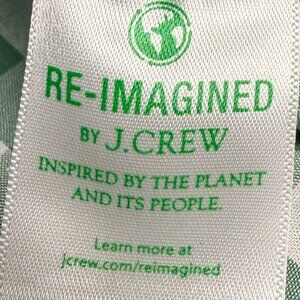 RE-IMAGINED
BY J.CREW
INSPIRED BY THE PLANET
AND ITS PEOPLE.
Learn more at
jcrew.com/reimagined